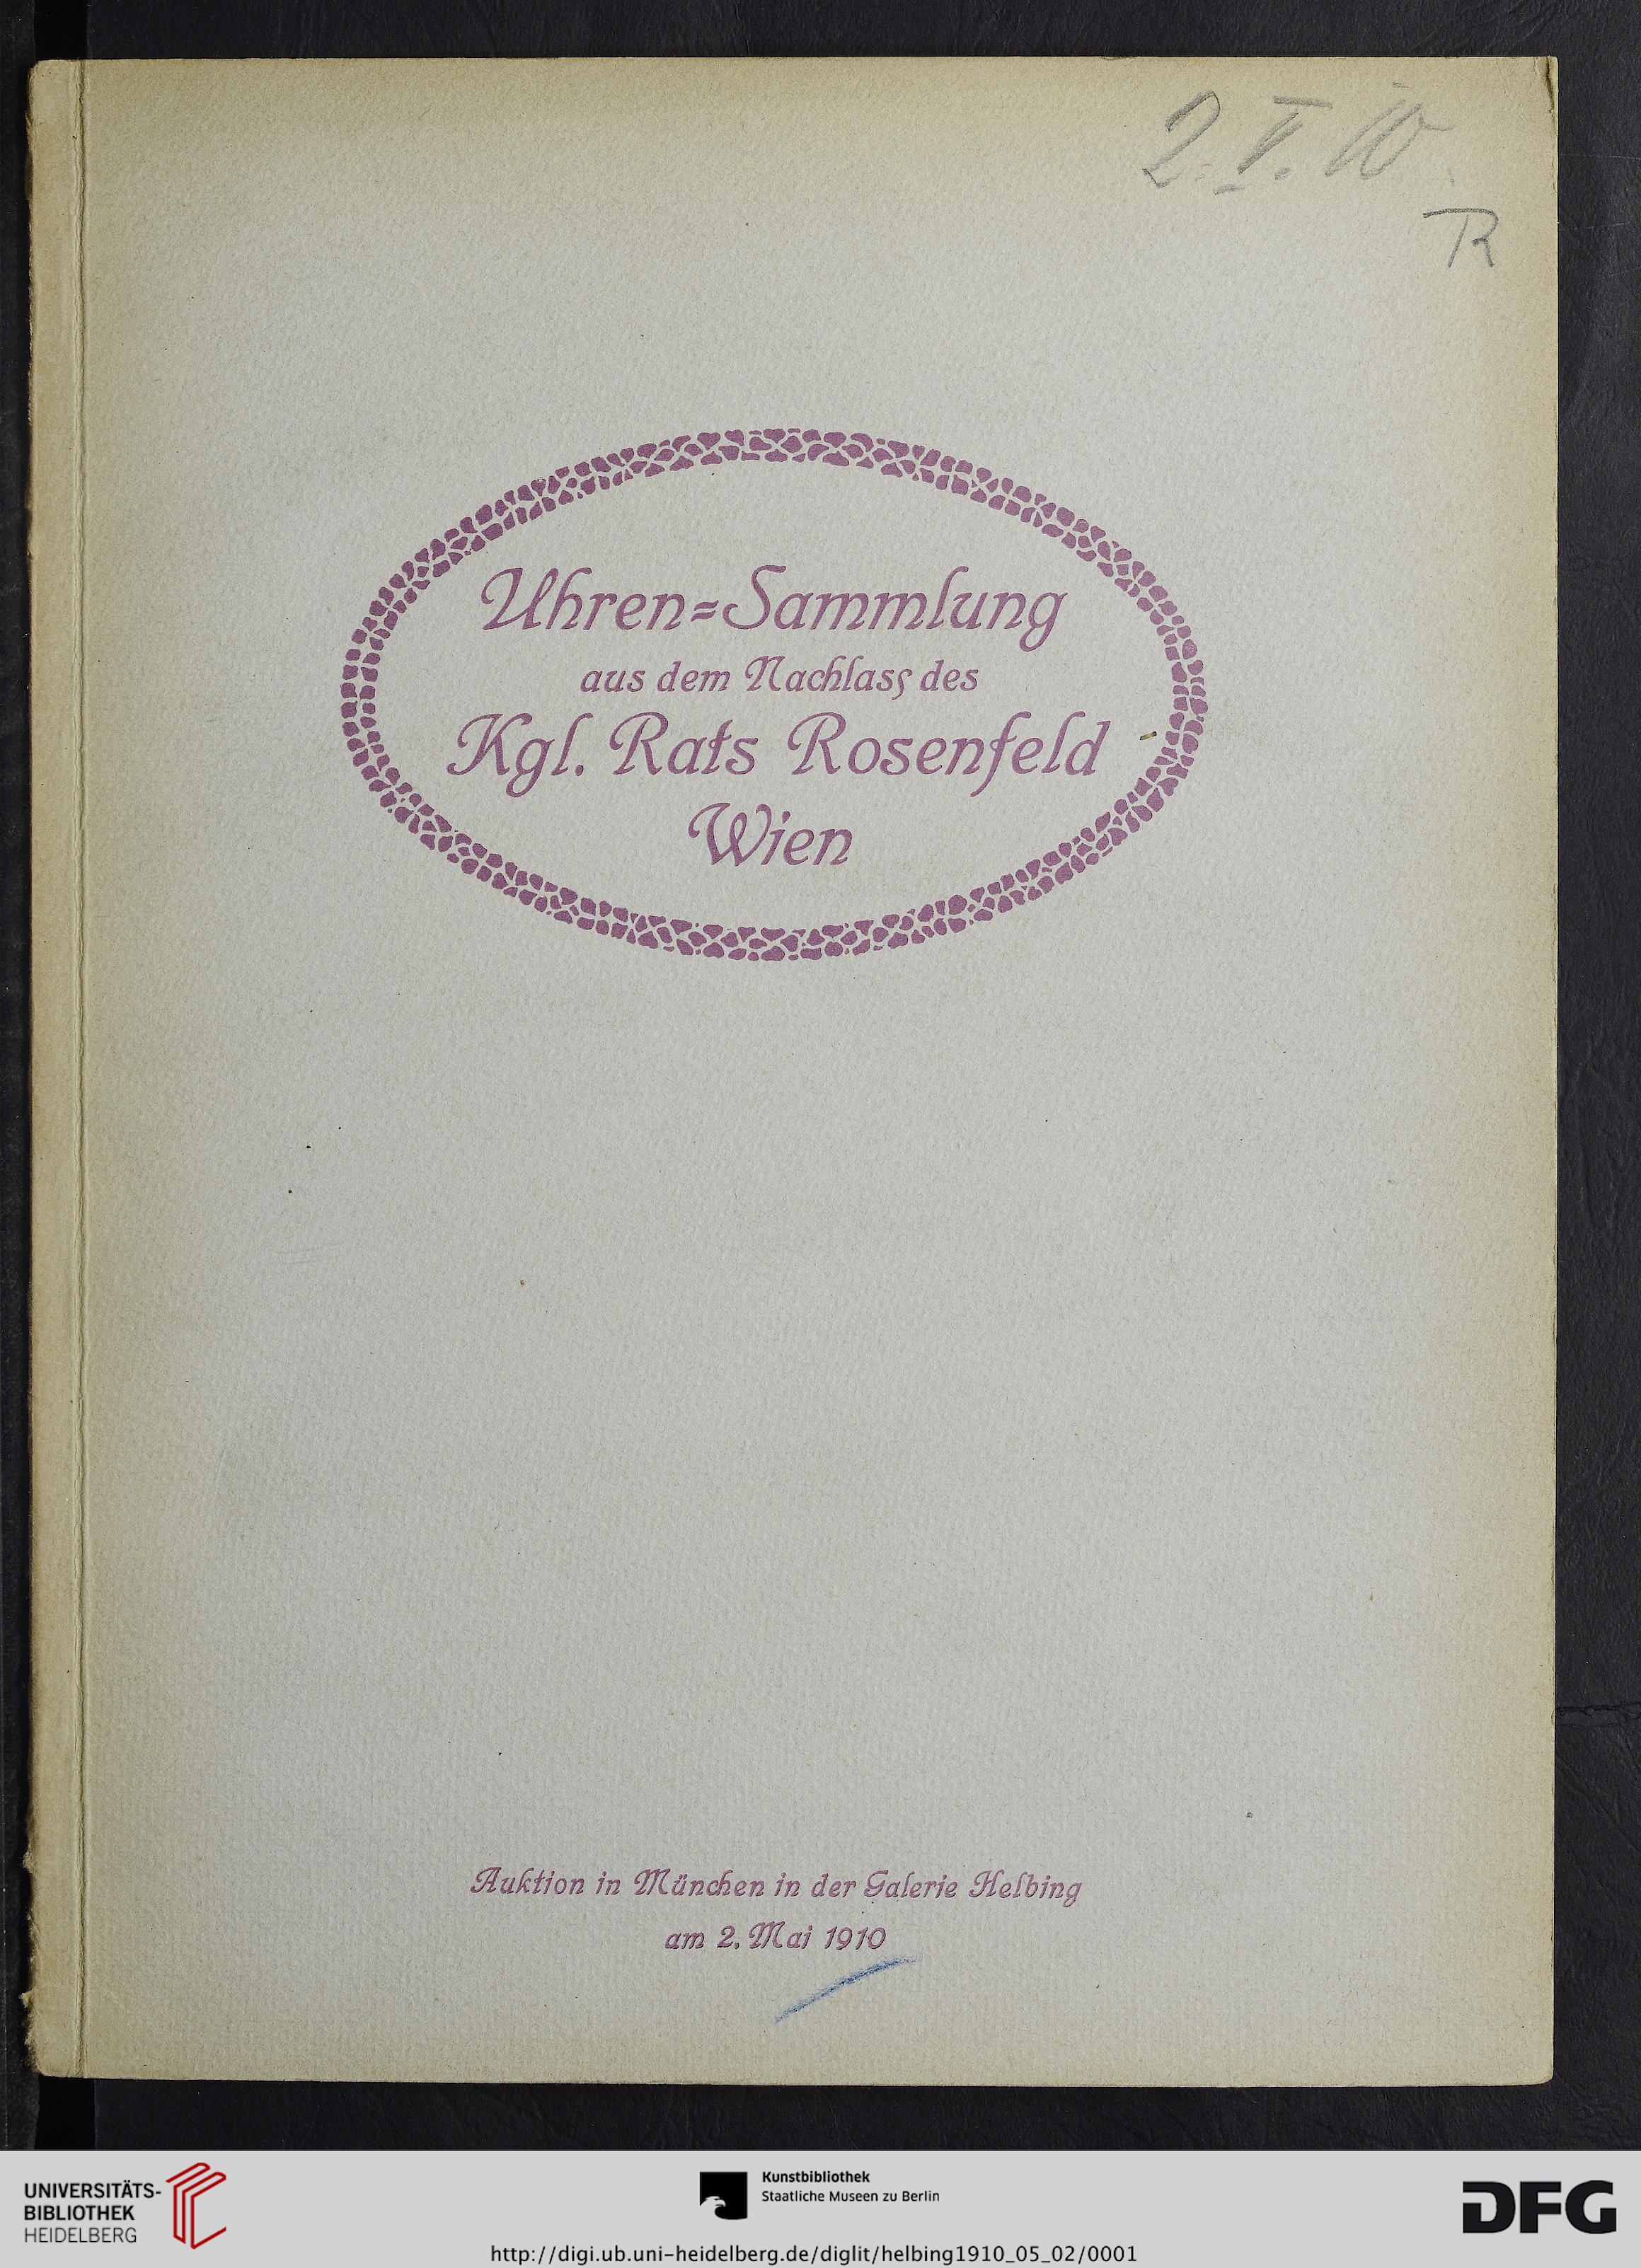 2. V. 10
R
Uhren=Sammlung
aus dem Nachlass des
Kgl. Rats Rosenfeld
Wien
Auktion in München in der Galerie Helbing
am 2. Mai 1910
UNIVERSITÄTS-
BIBLIOTHEK
HEIDELBERG
Kunstbibliothek
Staatliche Museen zu Berlin
DFG
http://digi.ub.uni-heidelberg.de/diglit/helbing1910_05_02/0001